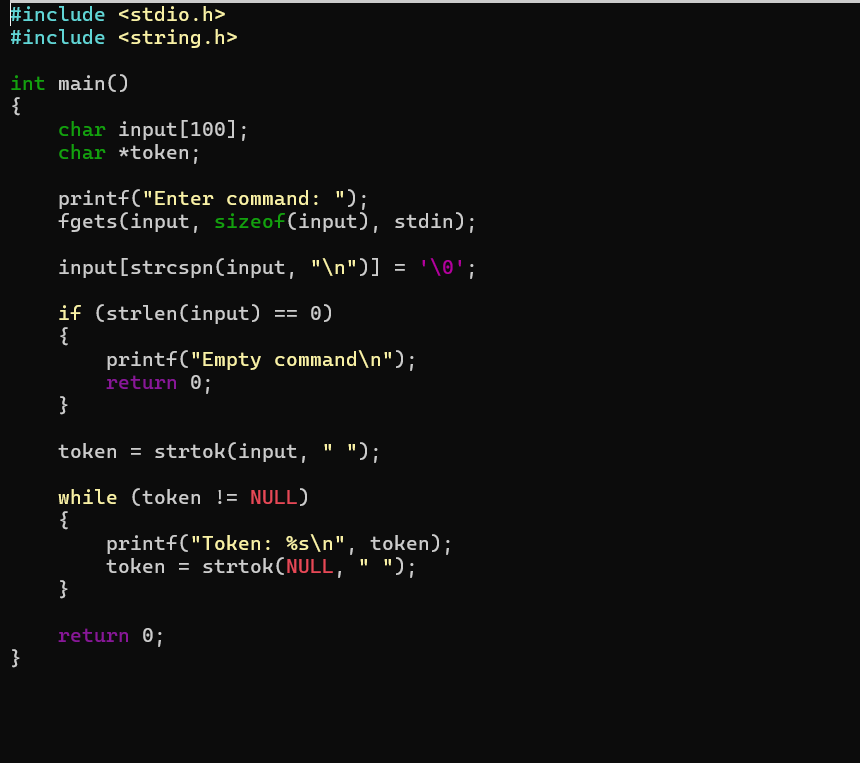 #include <stdio.h>
#include <string.h>

int main()
{
    char input[100];
    char *token;

    printf("Enter command: ");
    fgets(input, sizeof(input), stdin);

    input[strcspn(input, "\n")] = '\0';

    if (strlen(input) == 0)
    {
        printf("Empty command\n");
        return 0;
    }

    token = strtok(input, " ");

    while (token != NULL)
    {
        printf("Token: %s\n", token);
        token = strtok(NULL, " ");
    }

    return 0;
}